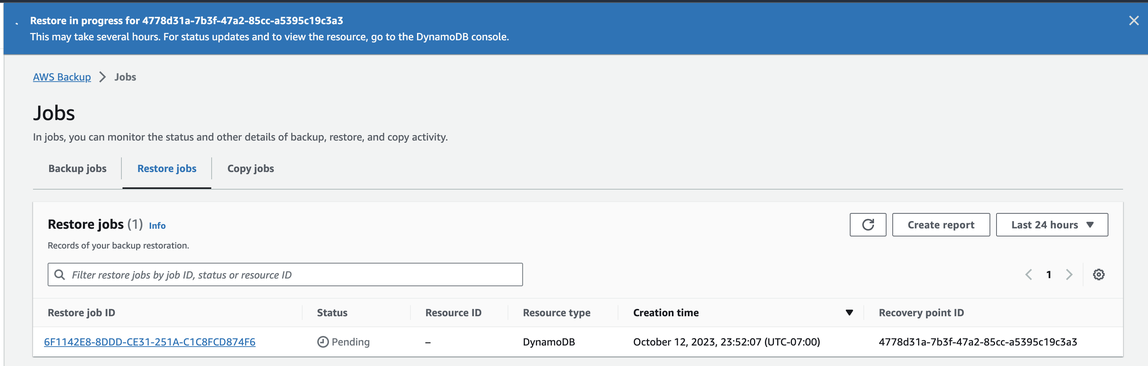 Restore in progress for 4778d31a-7b3f-47a2-85cc-a5395c19c3a3
This may take several hours. For status updates and to view the resource, go to the DynamoDB console.
AWS Backup > Jobs
Jobs
In jobs, you can monitor the status and other details of backup, restore, and copy activity.
Backup jobs Restore jobs Copy jobs
Restore jobs (1) Info Create report Last 24 hours
Records of your backup restoration.
Filter restore jobs by job ID, status or resource ID 1
Restore job ID Status Resource ID Resource type Creation time Recovery point ID
6F1142E8-8DDD-CE31-251A-C1C8FCD874F6 Pending – DynamoDB October 12, 2023, 23:52:07 (UTC-07:00) 4778d31a-7b3f-47a2-85cc-a5395c19c3a3